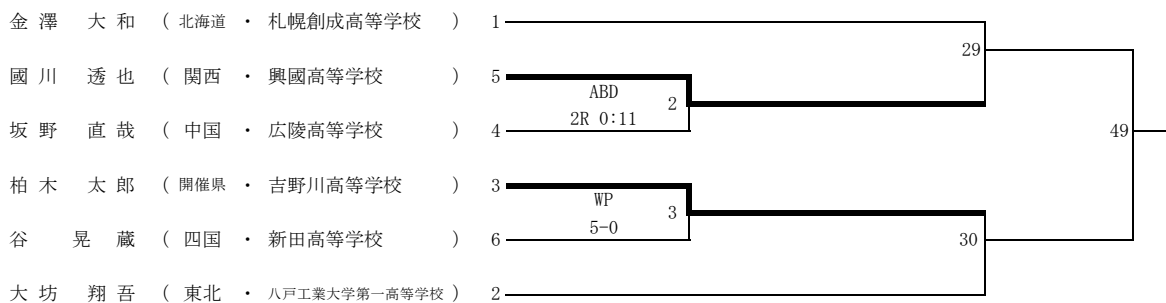 金澤 大和 ( 北海道 ・ 札幌創成高等学校 ) 1
29
國川 透也 ( 関西 ・ 興國高等学校 ) 5
ABD
2
2R 0:11
坂野 直哉 ( 中国 ・ 広陵高等学校 ) 4
49
柏木 太郎 ( 開催県 ・ 吉野川高等学校 ) 3
WP
3
5-0
谷 晃蔵 ( 四国 ・ 新田高等学校 ) 6
30
大坊 翔吾 ( 東北 ・ 八戸工業大学第一高等学校 ) 2